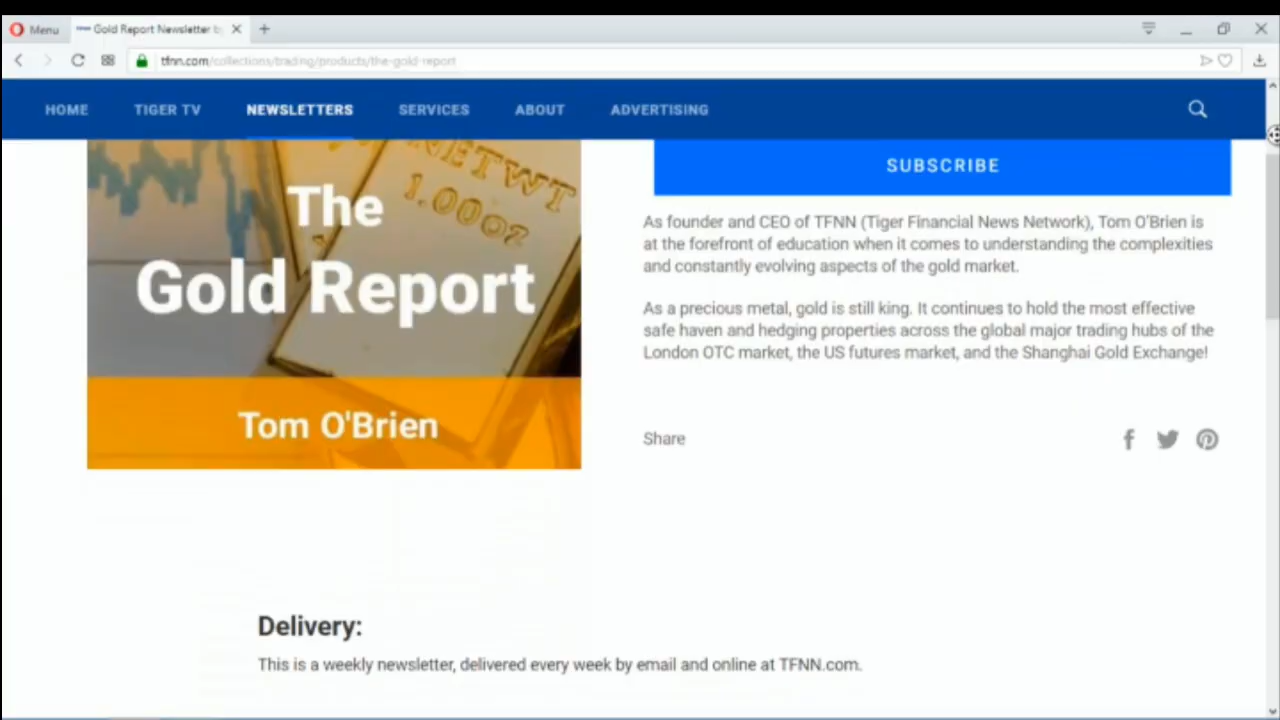 Menu
Gold Report Newsletter b
tfnn.com/collections/trading/products/the-gold-report
HOME TIGER TV NEWSLETTERS SERVICES ABOUT ADVERTISING
NETWT
1.00OZ
The
Gold Report
Tom O'Brien
SUBSCRIBE
As founder and CEO of TFNN (Tiger Financial News Network), Tom O'Brien is
at the forefront of education when it comes to understanding the complexities
and constantly evolving aspects of the gold market.
As a precious metal, gold is still king. It continues to hold the most effective
safe haven and hedging properties across the global major trading hubs of the
London OTC market, the US futures market, and the Shanghai Gold Exchange!
Share
Delivery:
This is a weekly newsletter, delivered every week by email and online at TFNN.com.